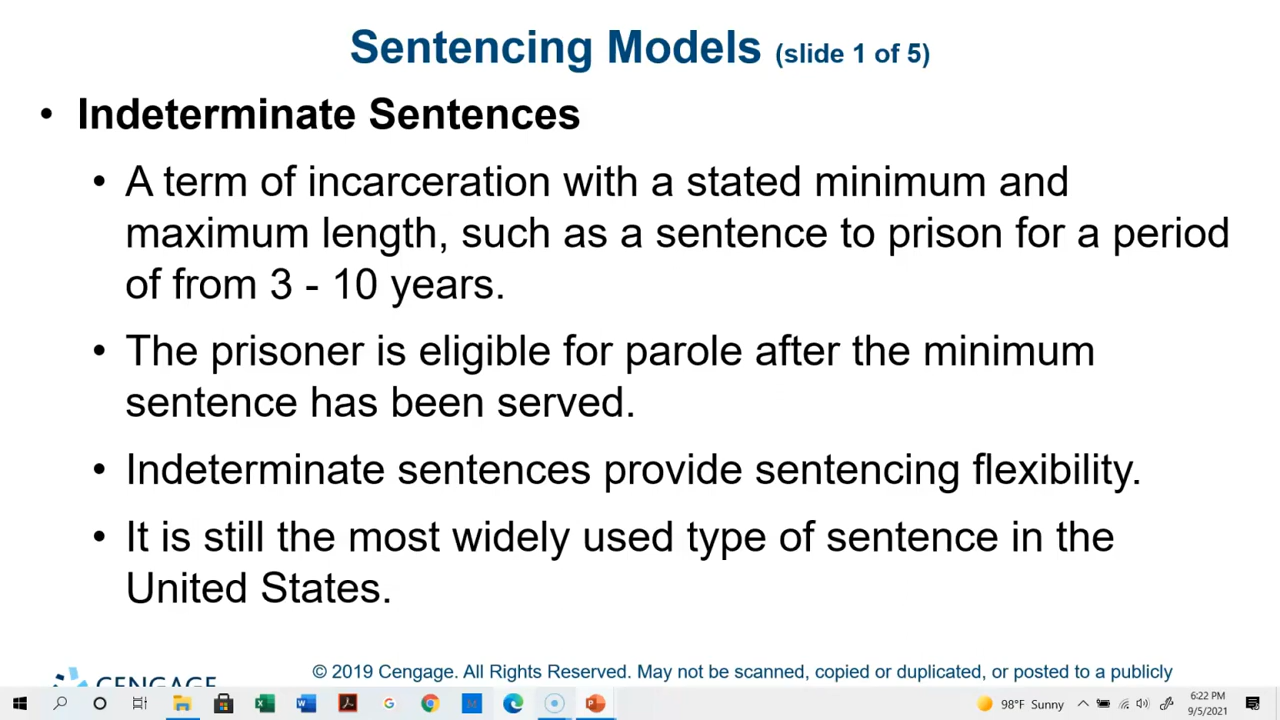 Sentencing Models (slide 1 of 5)
• Indeterminate Sentences
• A term of incarceration with a stated minimum and
maximum length, such as a sentence to prison for a period
of from 3 - 10 years.
• The prisoner is eligible for parole after the minimum
sentence has been served.
• Indeterminate sentences provide sentencing flexibility.
• It is still the most widely used type of sentence in the
United States.
CENGAGE
© 2019 Cengage. All Rights Reserved. May not be scanned, copied or duplicated, or posted to a publicly
98°F Sunny
6:22 PM
9/5/2021